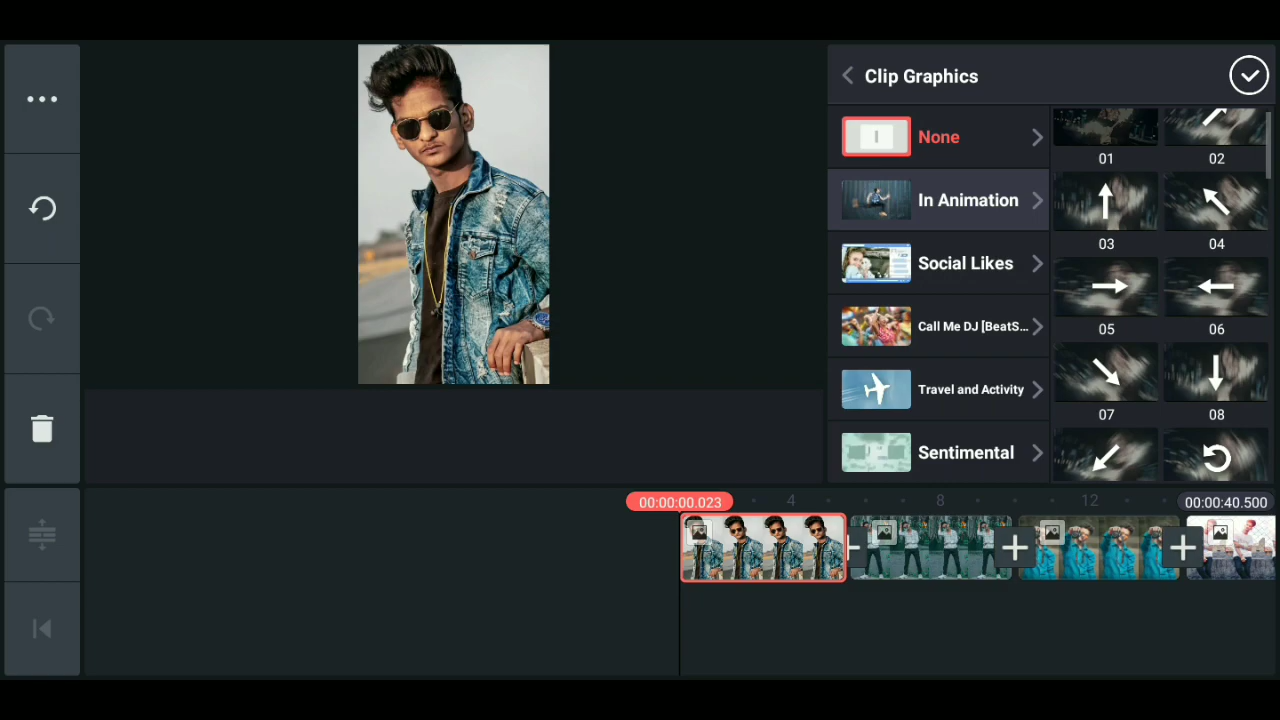 Clip Graphics
None
In Animation
Social Likes
Call Me DJ [BeatS...
Travel and Activity
Sentimental
01 02
03 04
05 06
07 08
00:00:00.023 4 8 12 00:00:40.500